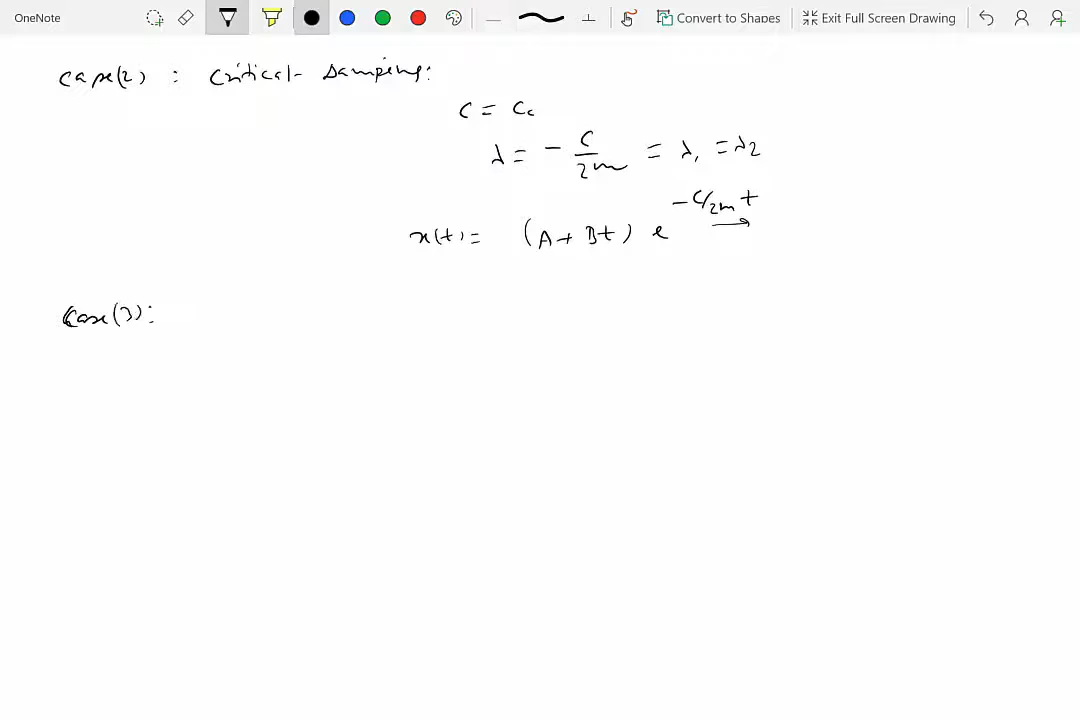 OneNote
Convert to Shapes
Exit Full Screen Drawing
case(2) : Critical damping:
c = Cc
λ = - C/2m = λ1 = λ2
x(t) = (A + Bt) e^-C/2m t
Case(3):